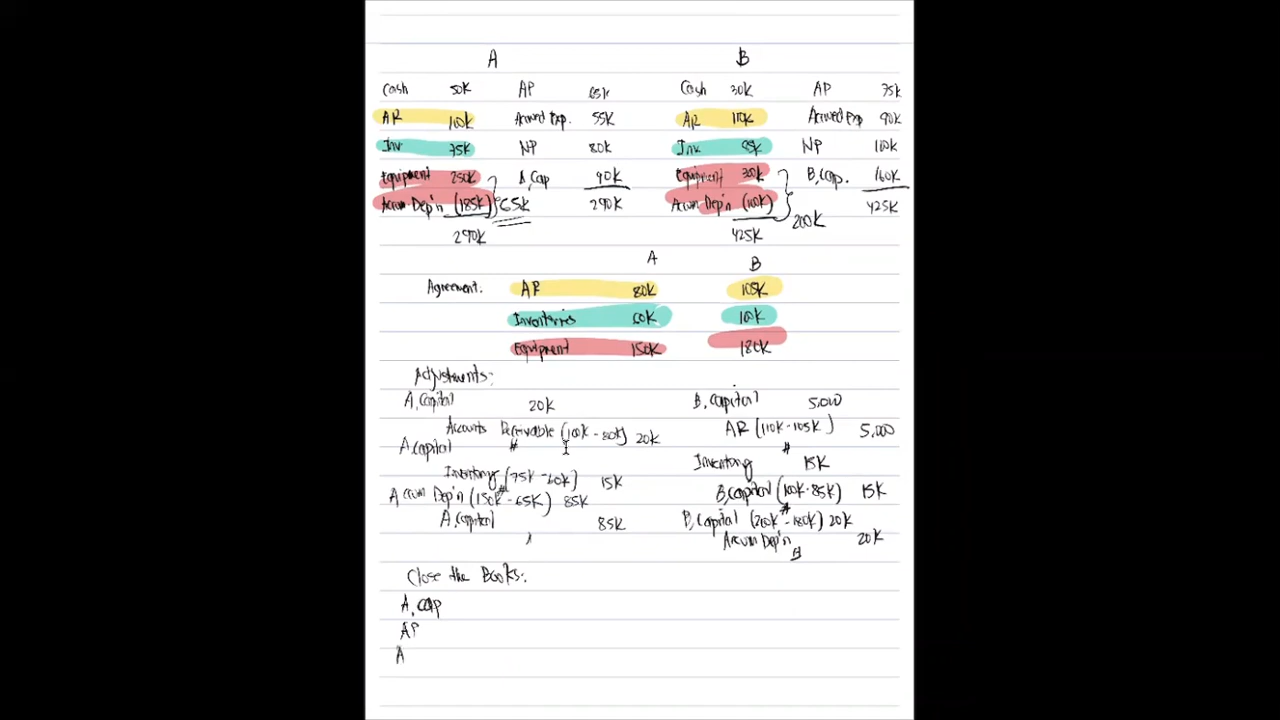 A B
Cash 50K AP 65K Cash 30K AP 75K
AR 100K Accrued Exp. 55K AR 110K Accrued Exp 90K
Inv 75K NP 80K Inv 85K NP 100K
Equipment 250K A, Cap 90K Equipment 300K B, Cap. 160K
Accum Dep'n (185K) 65K 290K Accum Dep'n (100K) 200K 425K
290K 425K
A B
Agreement: AR 80K 105K
Inventories 60K 100K
Equipment 150K 180K
Adjustments:
A, Capital 20K B, Capital 5,000
Accounts Receivable (100K - 80K) 20K AR (110K - 105K) 5,000
A, capital Inventory 15K
Inventory (75K - 60K) 15K B, capital (100K - 85K) 15K
Accum Dep'n (150K - 65K) 85K B, Capital (200K - 180K) 20K
A, Capital 85K Accum Dep'n 20K
Close the Books:
A, Cap
AP
A